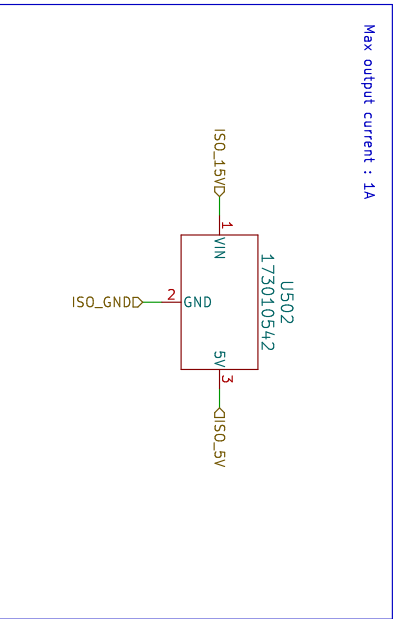 Max output current : 1A
U502
173010542
ISO_15V
1
VIN
ISO_GND
2
GND
5V
3
ISO_5V